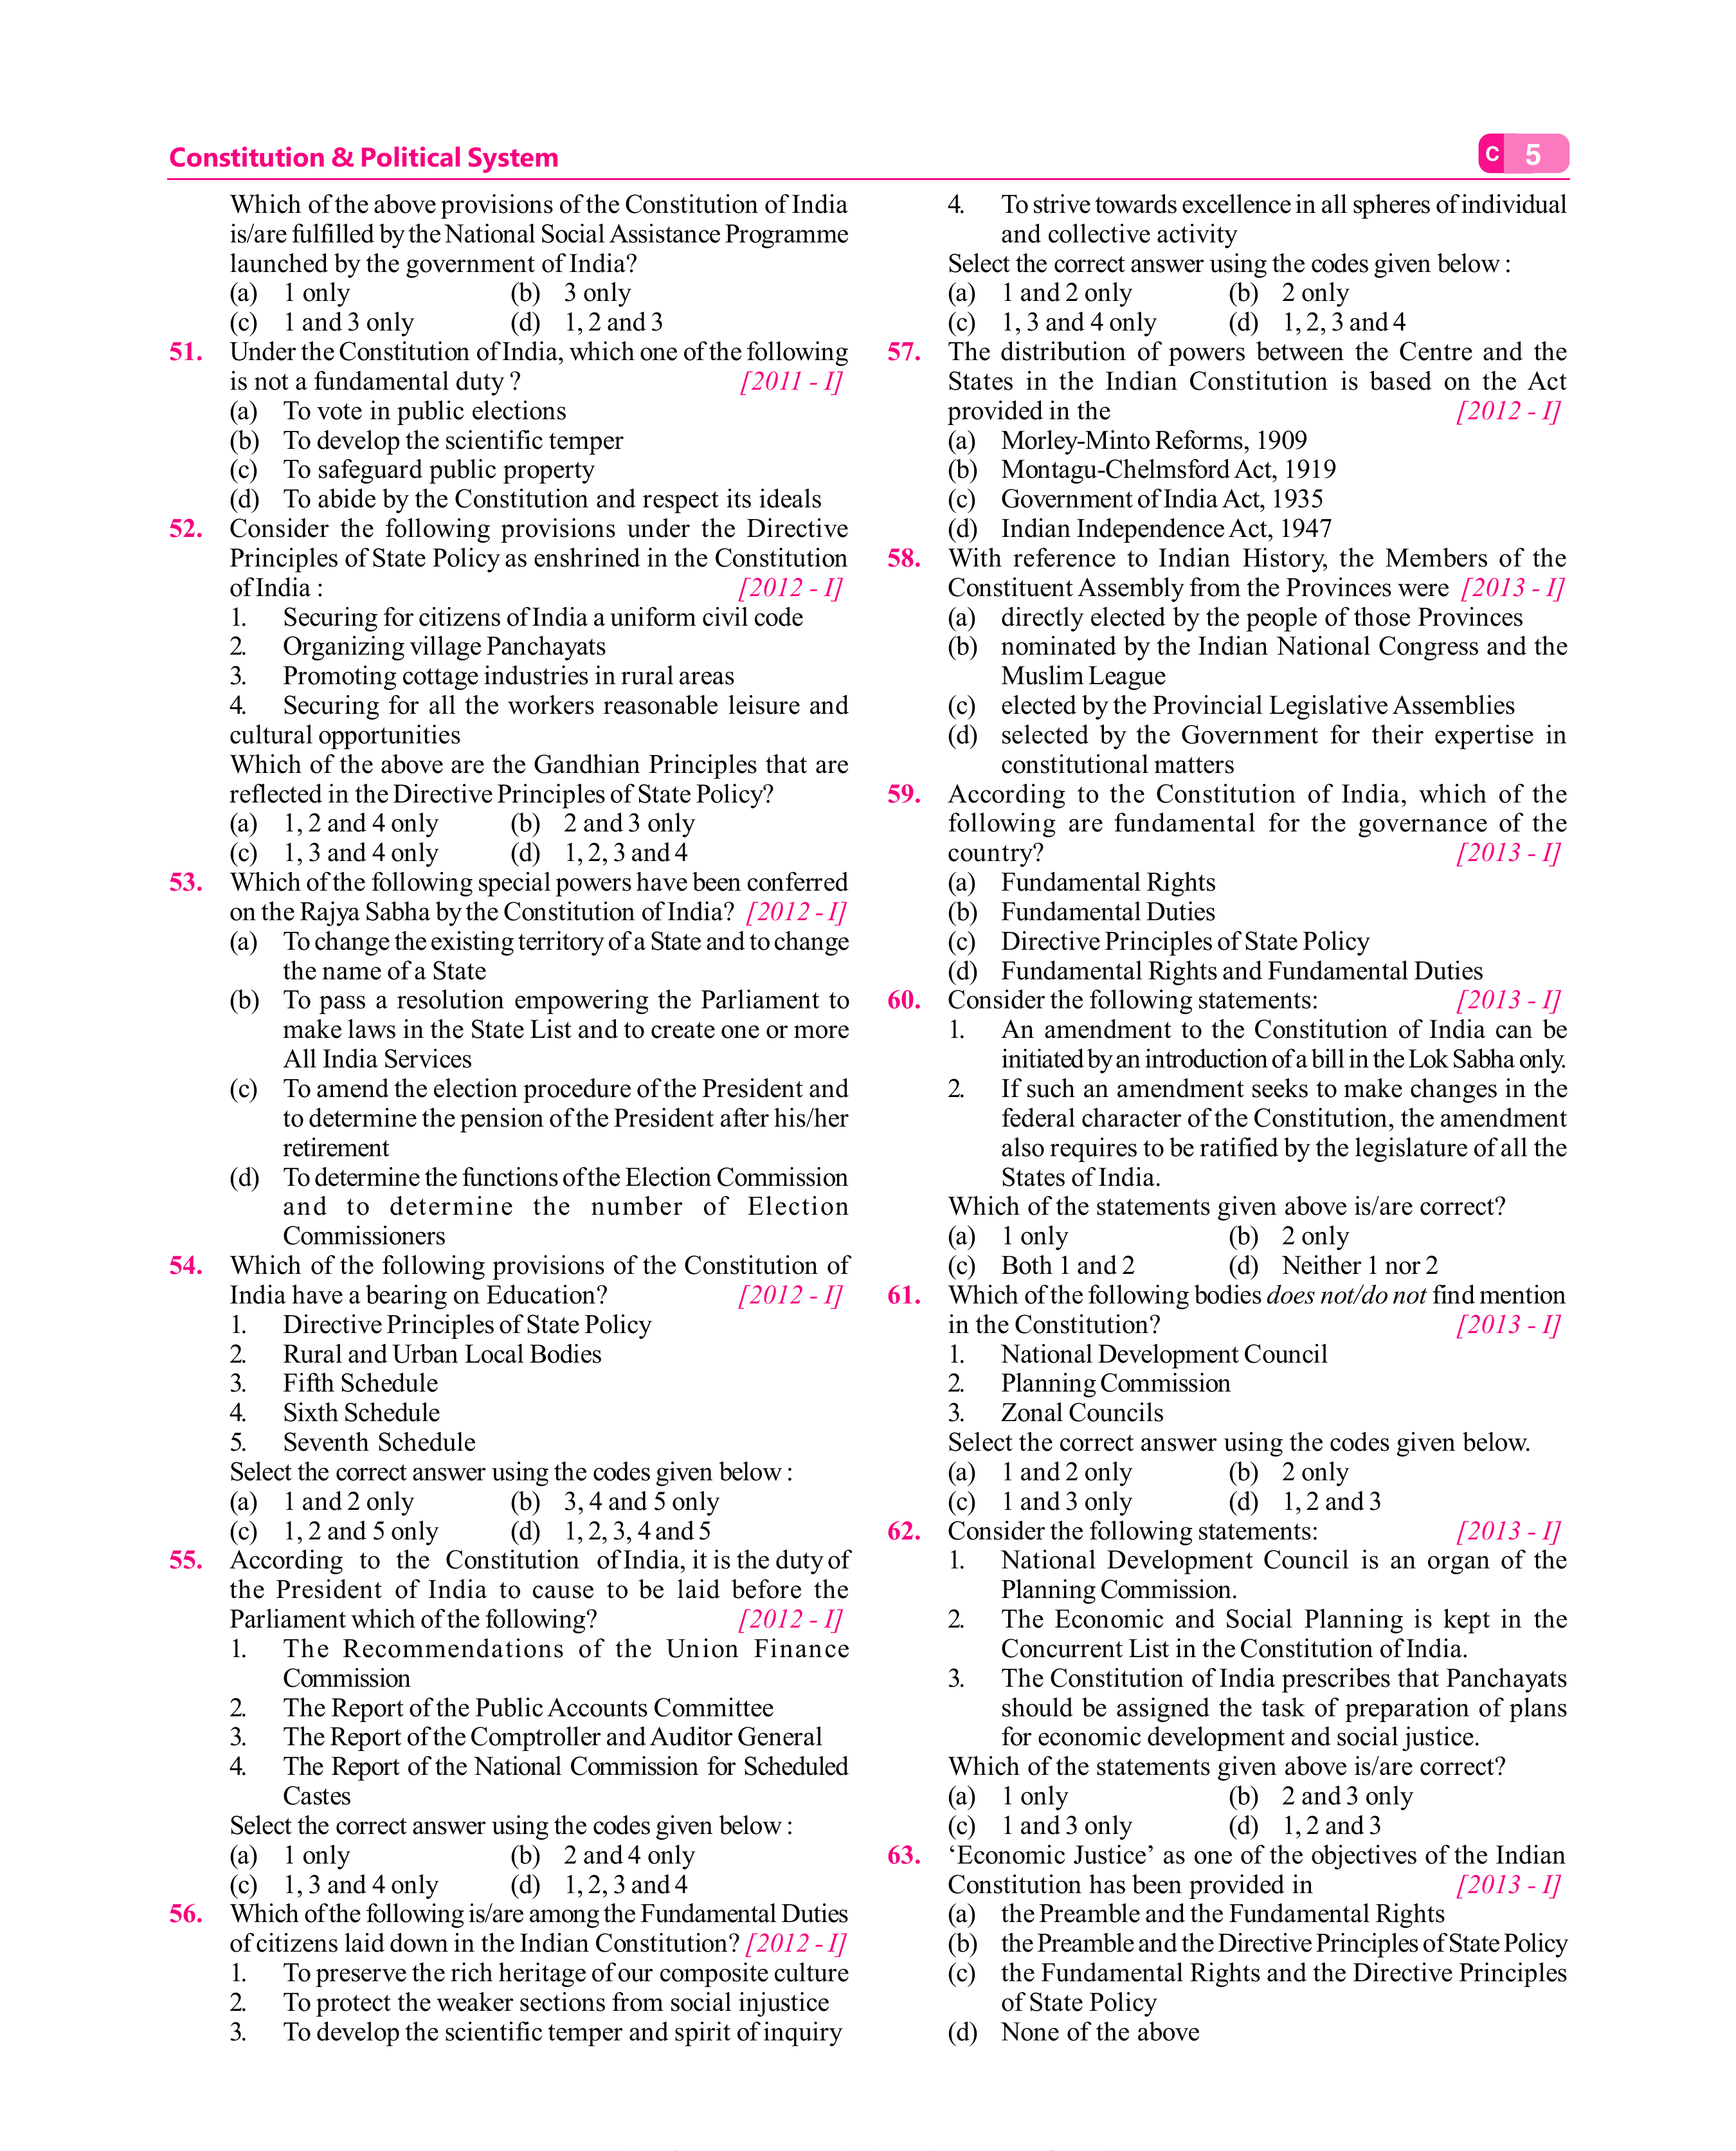 Constitution & Political System
C 5
Which of the above provisions of the Constitution of India
is/are fulfilled by the National Social Assistance Programme
launched by the government of India?
(a) 1 only (b) 3 only
(c) 1 and 3 only (d) 1, 2 and 3
51. Under the Constitution of India, which one of the following
is not a fundamental duty ? [2011 - I]
(a) To vote in public elections
(b) To develop the scientific temper
(c) To safeguard public property
(d) To abide by the Constitution and respect its ideals
52. Consider the following provisions under the Directive
Principles of State Policy as enshrined in the Constitution
of India : [2012 - I]
1. Securing for citizens of India a uniform civil code
2. Organizing village Panchayats
3. Promoting cottage industries in rural areas
4. Securing for all the workers reasonable leisure and
cultural opportunities
Which of the above are the Gandhian Principles that are
reflected in the Directive Principles of State Policy?
(a) 1, 2 and 4 only (b) 2 and 3 only
(c) 1, 3 and 4 only (d) 1, 2, 3 and 4
53. Which of the following special powers have been conferred
on the Rajya Sabha by the Constitution of India? [2012 - I]
(a) To change the existing territory of a State and to change
the name of a State
(b) To pass a resolution empowering the Parliament to
make laws in the State List and to create one or more
All India Services
(c) To amend the election procedure of the President and
to determine the pension of the President after his/her
retirement
(d) To determine the functions of the Election Commission
and to determine the number of Election
Commissioners
54. Which of the following provisions of the Constitution of
India have a bearing on Education? [2012 - I]
1. Directive Principles of State Policy
2. Rural and Urban Local Bodies
3. Fifth Schedule
4. Sixth Schedule
5. Seventh Schedule
Select the correct answer using the codes given below :
(a) 1 and 2 only (b) 3, 4 and 5 only
(c) 1, 2 and 5 only (d) 1, 2, 3, 4 and 5
55. According to the Constitution of India, it is the duty of
the President of India to cause to be laid before the
Parliament which of the following? [2012 - I]
1. The Recommendations of the Union Finance
Commission
2. The Report of the Public Accounts Committee
3. The Report of the Comptroller and Auditor General
4. The Report of the National Commission for Scheduled
Castes
Select the correct answer using the codes given below :
(a) 1 only (b) 2 and 4 only
(c) 1, 3 and 4 only (d) 1, 2, 3 and 4
56. Which of the following is/are among the Fundamental Duties
of citizens laid down in the Indian Constitution? [2012 - I]
1. To preserve the rich heritage of our composite culture
2. To protect the weaker sections from social injustice
3. To develop the scientific temper and spirit of inquiry
4. To strive towards excellence in all spheres of individual
and collective activity
Select the correct answer using the codes given below :
(a) 1 and 2 only (b) 2 only
(c) 1, 3 and 4 only (d) 1, 2, 3 and 4
57. The distribution of powers between the Centre and the
States in the Indian Constitution is based on the Act
provided in the [2012 - I]
(a) Morley-Minto Reforms, 1909
(b) Montagu-Chelmsford Act, 1919
(c) Government of India Act, 1935
(d) Indian Independence Act, 1947
58. With reference to Indian History, the Members of the
Constituent Assembly from the Provinces were [2013 - I]
(a) directly elected by the people of those Provinces
(b) nominated by the Indian National Congress and the
Muslim League
(c) elected by the Provincial Legislative Assemblies
(d) selected by the Government for their expertise in
constitutional matters
59. According to the Constitution of India, which of the
following are fundamental for the governance of the
country? [2013 - I]
(a) Fundamental Rights
(b) Fundamental Duties
(c) Directive Principles of State Policy
(d) Fundamental Rights and Fundamental Duties
60. Consider the following statements: [2013 - I]
1. An amendment to the Constitution of India can be
initiated by an introduction of a bill in the Lok Sabha only.
2. If such an amendment seeks to make changes in the
federal character of the Constitution, the amendment
also requires to be ratified by the legislature of all the
States of India.
Which of the statements given above is/are correct?
(a) 1 only (b) 2 only
(c) Both 1 and 2 (d) Neither 1 nor 2
61. Which of the following bodies does not/do not find mention
in the Constitution? [2013 - I]
1. National Development Council
2. Planning Commission
3. Zonal Councils
Select the correct answer using the codes given below.
(a) 1 and 2 only (b) 2 only
(c) 1 and 3 only (d) 1, 2 and 3
62. Consider the following statements: [2013 - I]
1. National Development Council is an organ of the
Planning Commission.
2. The Economic and Social Planning is kept in the
Concurrent List in the Constitution of India.
3. The Constitution of India prescribes that Panchayats
should be assigned the task of preparation of plans
for economic development and social justice.
Which of the statements given above is/are correct?
(a) 1 only (b) 2 and 3 only
(c) 1 and 3 only (d) 1, 2 and 3
63. ‘Economic Justice’ as one of the objectives of the Indian
Constitution has been provided in [2013 - I]
(a) the Preamble and the Fundamental Rights
(b) the Preamble and the Directive Principles of State Policy
(c) the Fundamental Rights and the Directive Principles
of State Policy
(d) None of the above